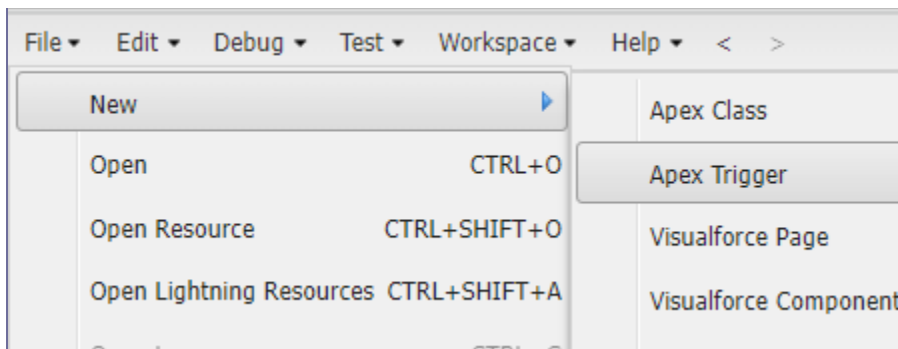 File Edit Debug Test Workspace Help < >
New
Apex Class
Open CTRL+O
Apex Trigger
Open Resource CTRL+SHIFT+O
Visualforce Page
Open Lightning Resources CTRL+SHIFT+A
Visualforce Component